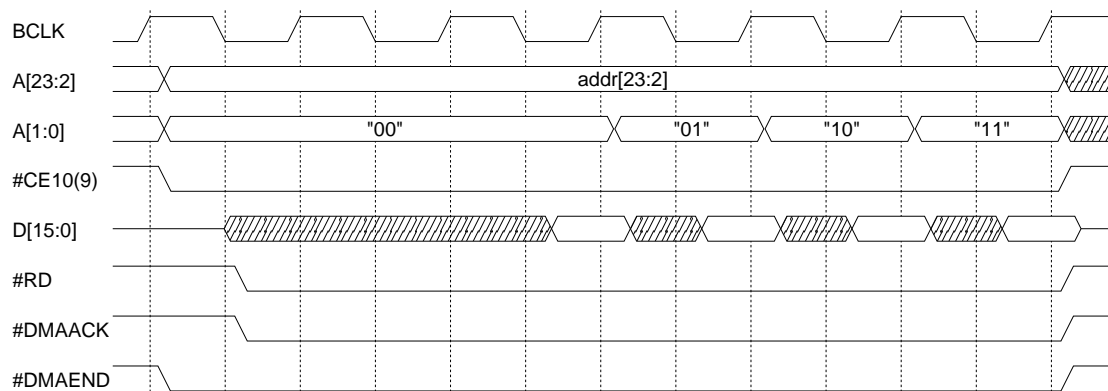 BCLK
A[23:2] addr[23:2]
A[1:0] "00" "01" "10" "11"
#CE10(9)
D[15:0]
#RD
#DMAACK
#DMAEND